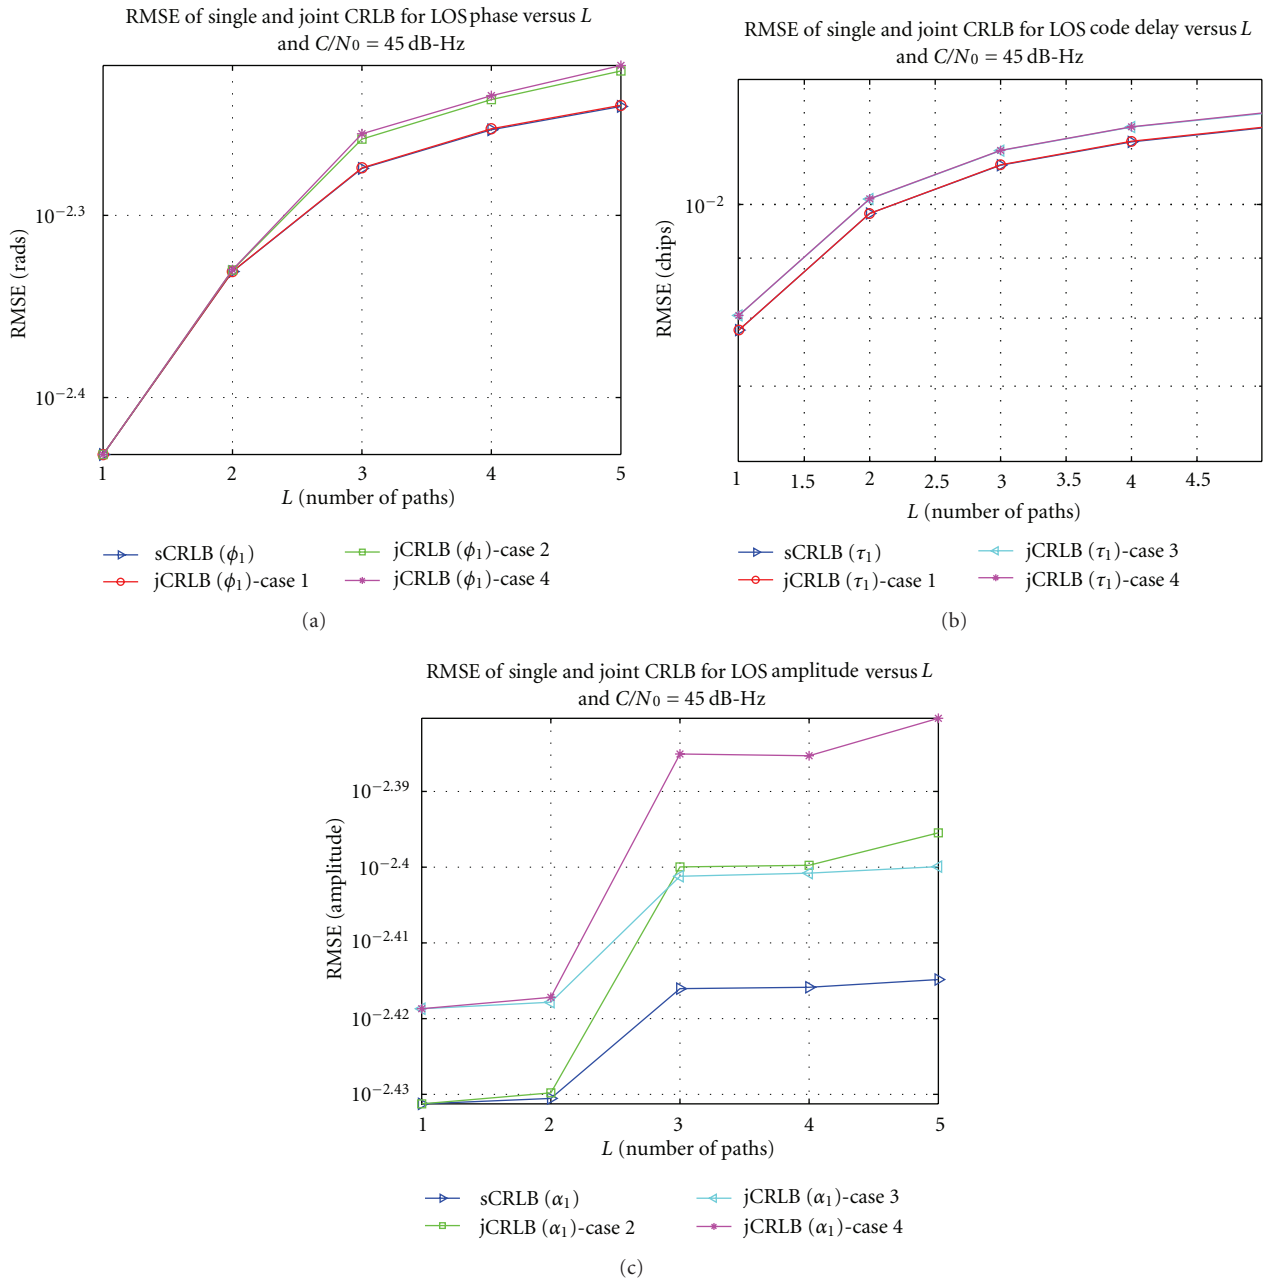 RMSE of single and joint CRLB for LOS phase versus L
and C/N0 = 45 dB-Hz
RMSE (rads)
10−2.3
10−2.4
1 2 3 4 5
L (number of paths)
sCRLB (ϕ1)
jCRLB (ϕ1)-case 1
jCRLB (ϕ1)-case 2
jCRLB (ϕ1)-case 4
(a)
RMSE of single and joint CRLB for LOS code delay versus L
and C/N0 = 45 dB-Hz
RMSE (chips)
10−2
1 1.5 2 2.5 3 3.5 4 4.5
L (number of paths)
sCRLB (τ1)
jCRLB (τ1)-case 1
jCRLB (τ1)-case 3
jCRLB (τ1)-case 4
(b)
RMSE of single and joint CRLB for LOS amplitude versus L
and C/N0 = 45 dB-Hz
RMSE (amplitude)
10−2.39
10−2.4
10−2.41
10−2.42
10−2.43
1 2 3 4 5
L (number of paths)
sCRLB (α1)
jCRLB (α1)-case 2
jCRLB (α1)-case 3
jCRLB (α1)-case 4
(c)